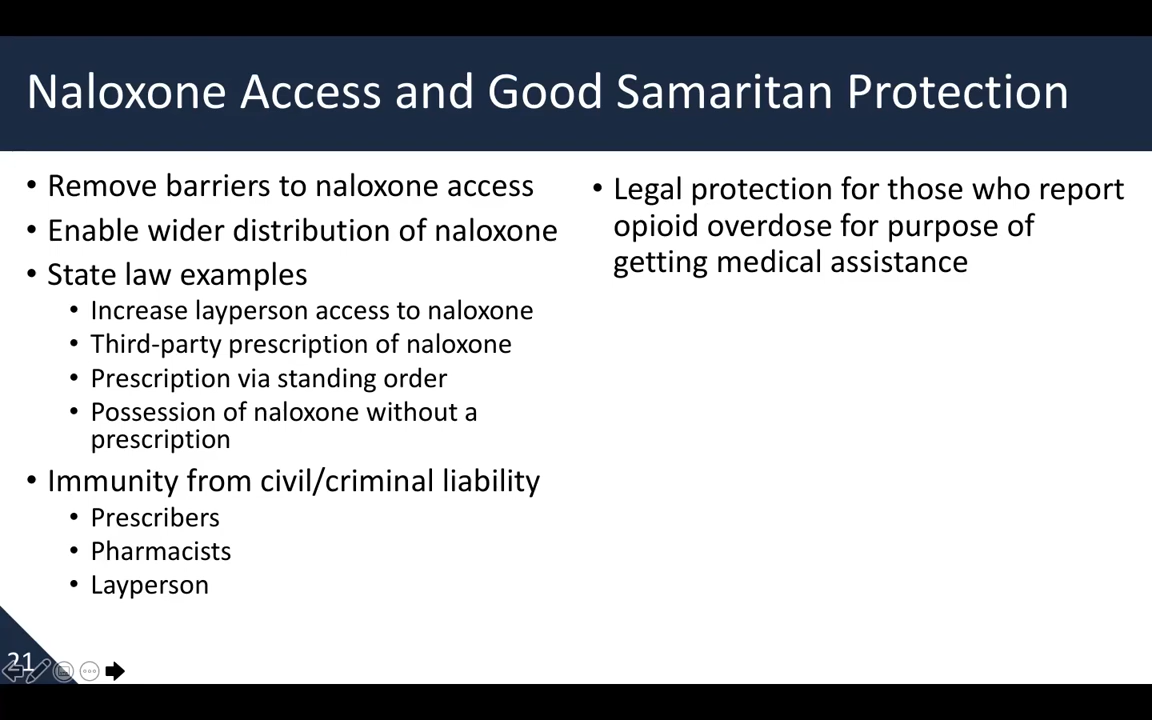 Naloxone Access and Good Samaritan Protection
• Remove barriers to naloxone access
• Enable wider distribution of naloxone
• State law examples
• Increase layperson access to naloxone
• Third-party prescription of naloxone
• Prescription via standing order
• Possession of naloxone without a
prescription
• Immunity from civil/criminal liability
• Prescribers
• Pharmacists
• Layperson
• Legal protection for those who report
opioid overdose for purpose of
getting medical assistance
21